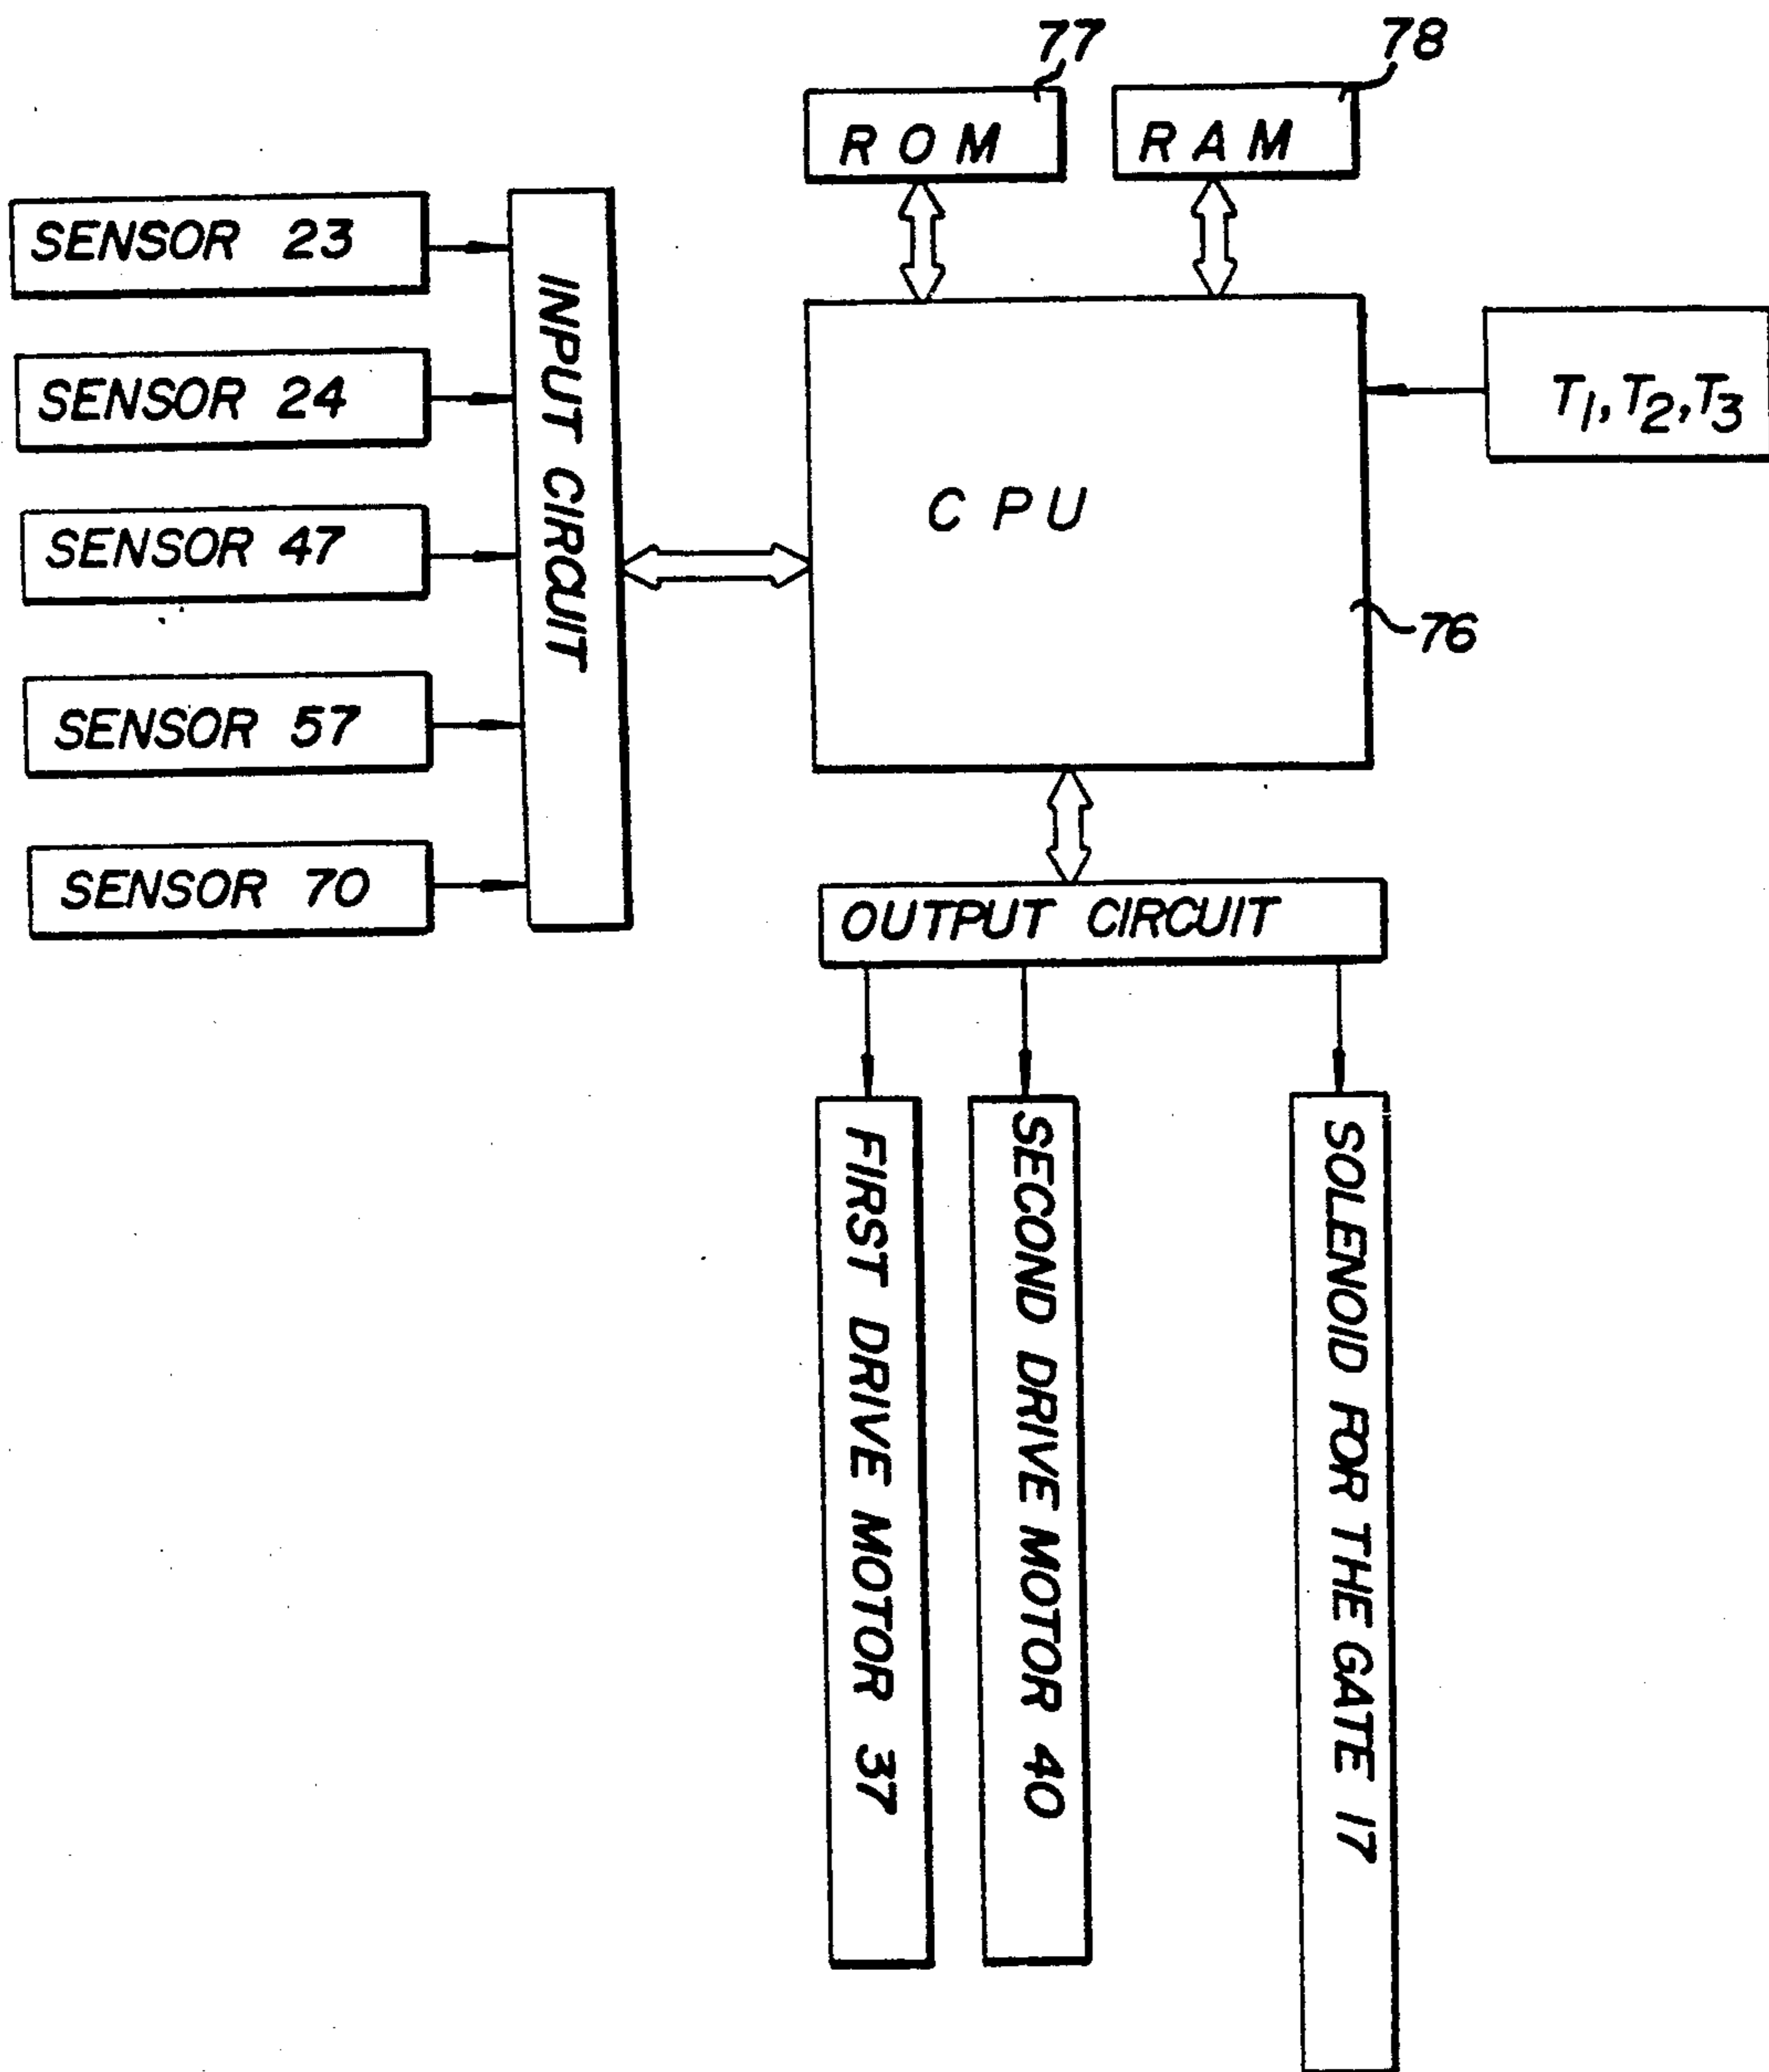 77
78
ROM
RAM
SENSOR 23
SENSOR 24
SENSOR 47
SENSOR 57
SENSOR 70
INPUT CIRCUIT
CPU
T1, T2, T3
76
OUTPUT CIRCUIT
FIRST DRIVE MOTOR 37
SECOND DRIVE MOTOR 40
SOLENOID FOR THE GATE 17